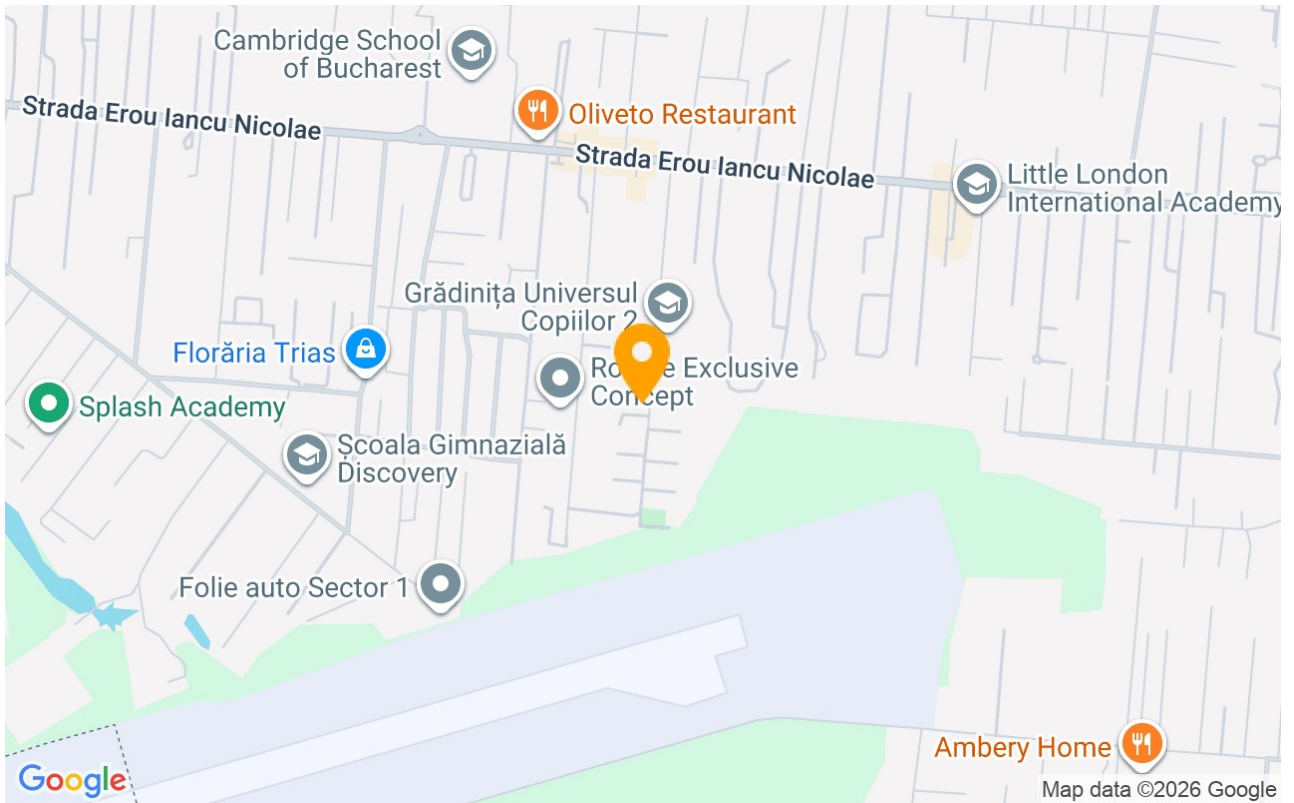 Cambridge School
of Bucharest
Strada Erou Iancu Nicolae
Oliveto Restaurant
Strada Erou Iancu Nicolae
Little London
International Academy
Grădinița Universul
Copiilor 2
Florăria Trias
Exclusive
Concept
Splash Academy
Școala Gimnazială
Discovery
Folie auto Sector 1
Ambery Home
Google
Map data ©2026 Google